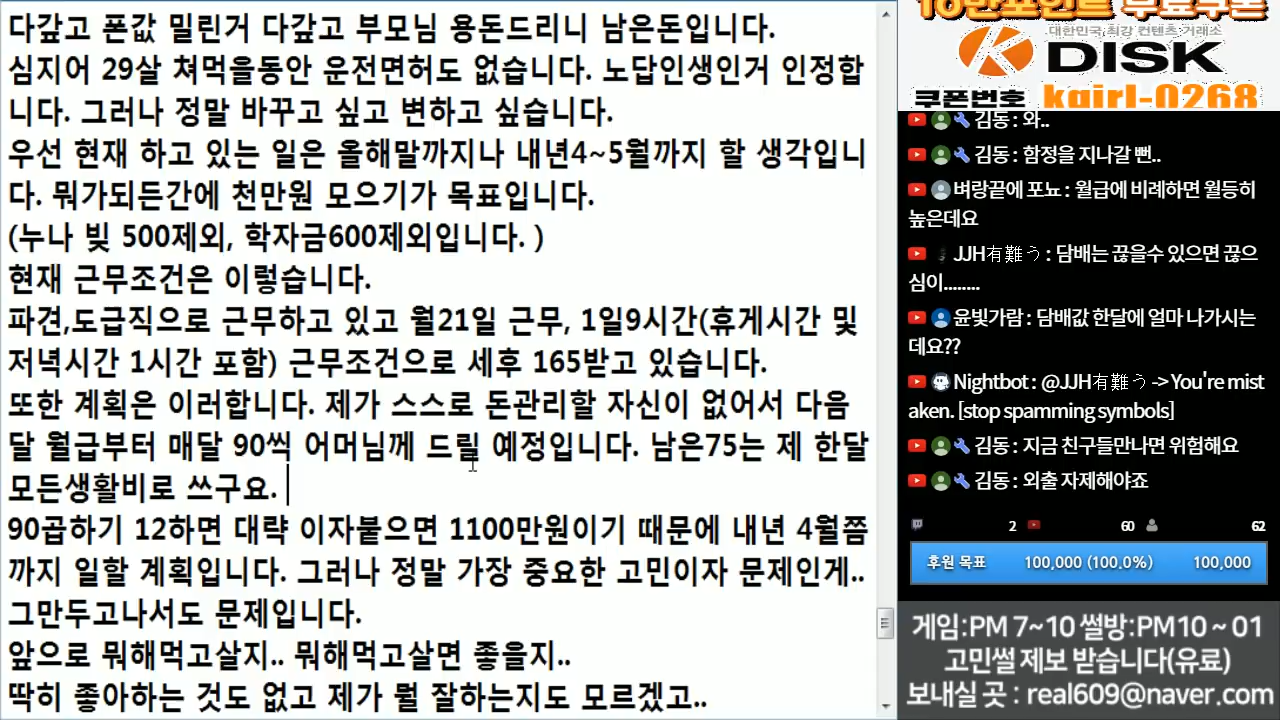 다갚고 폰값 밀린거 다갚고 부모님 용돈드리니 남은돈입니다.
심지어 29살 쳐먹을동안 운전면허도 없습니다. 노답인생인거 인정합
니다. 그러나 정말 바꾸고 싶고 변하고 싶습니다.
우선 현재 하고 있는 일은 올해말까지나 내년4~5월까지 할 생각입니
다. 뭐가되든간에 천만원 모으기가 목표입니다.
(누나 빚 500제외, 학자금600제외입니다. )
현재 근무조건은 이렇습니다.
파견,도급직으로 근무하고 있고 월21일 근무, 1일9시간(휴게시간 및
저녁시간 1시간 포함) 근무조건으로 세후 165받고 있습니다.
또한 계획은 이러합니다. 제가 스스로 돈관리할 자신이 없어서 다음
달 월급부터 매달 90씩 어머님께 드릴 예정입니다. 남은75는 제 한달
모든생활비로 쓰구요.
90곱하기 12하면 대략 이자붙으면 1100만원이기 때문에 내년 4월쯤
까지 일할 계획입니다. 그러나 정말 가장 중요한 고민이자 문제인게..
그만두고나서도 문제입니다.
앞으로 뭐해먹고살지.. 뭐해먹고살면 좋을지..
딱히 좋아하는 것도 없고 제가 뭘 잘하는지도 모르겠고..
10만포인트 무료쿠폰
대한민국 최강 컨텐츠 거래소
K DISK
쿠폰번호 kairl-0268
김동 : 와..
김동 : 함정을 지나갈 뻔..
벼랑끝에 포뇨 : 월급에 비례하면 월등히
높은데요
JJH有難う : 담배는 끊을수 있으면 끊으
심이........
윤빛가람 : 담배값 한달에 얼마 나가시는
데요??
Nightbot : @JJH有難う -> You're mist
aken. [stop spamming symbols]
김동 : 지금 친구들만나면 위험해요
김동 : 외출 자제해야죠
2 60 62
후원 목표 100,000 (100.0%) 100,000
게임:PM 7~10 썰방:PM10 ~ 01
고민썰 제보 받습니다(유료)
보내실 곳 : real609@naver.com